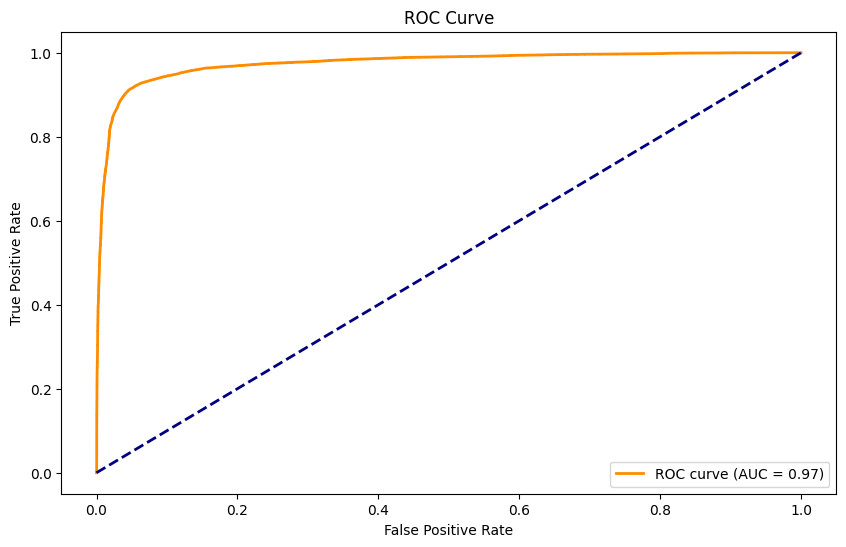 ROC Curve
True Positive Rate
1.0
0.8
0.6
0.4
0.2
0.0
0.0 0.2 0.4 0.6 0.8 1.0
False Positive Rate
ROC curve (AUC = 0.97)